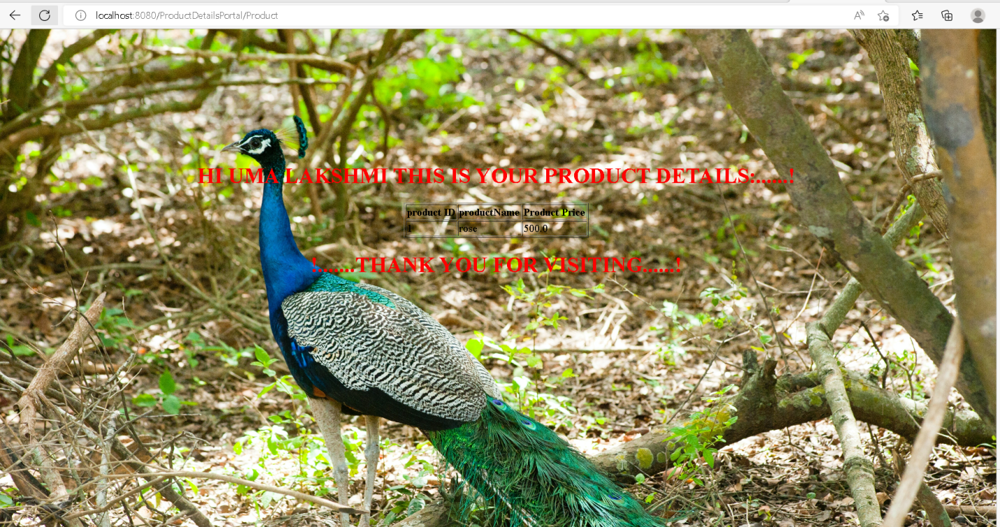 localhost:8080/ProductDetailsPortal/Product
HI UMA LAKSHMI THIS IS YOUR PRODUCT DETAILS:......!
product ID productName Product Price
1 rose 500.0
!........THANK YOU FOR VISITING......!